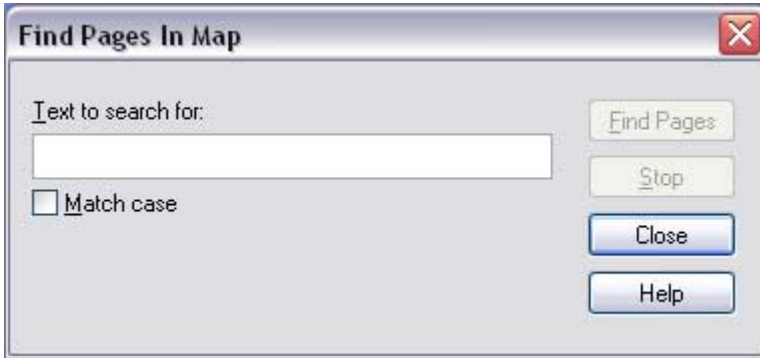 Find Pages In Map
Text to search for:
Find Pages
Stop
Match case
Close
Help